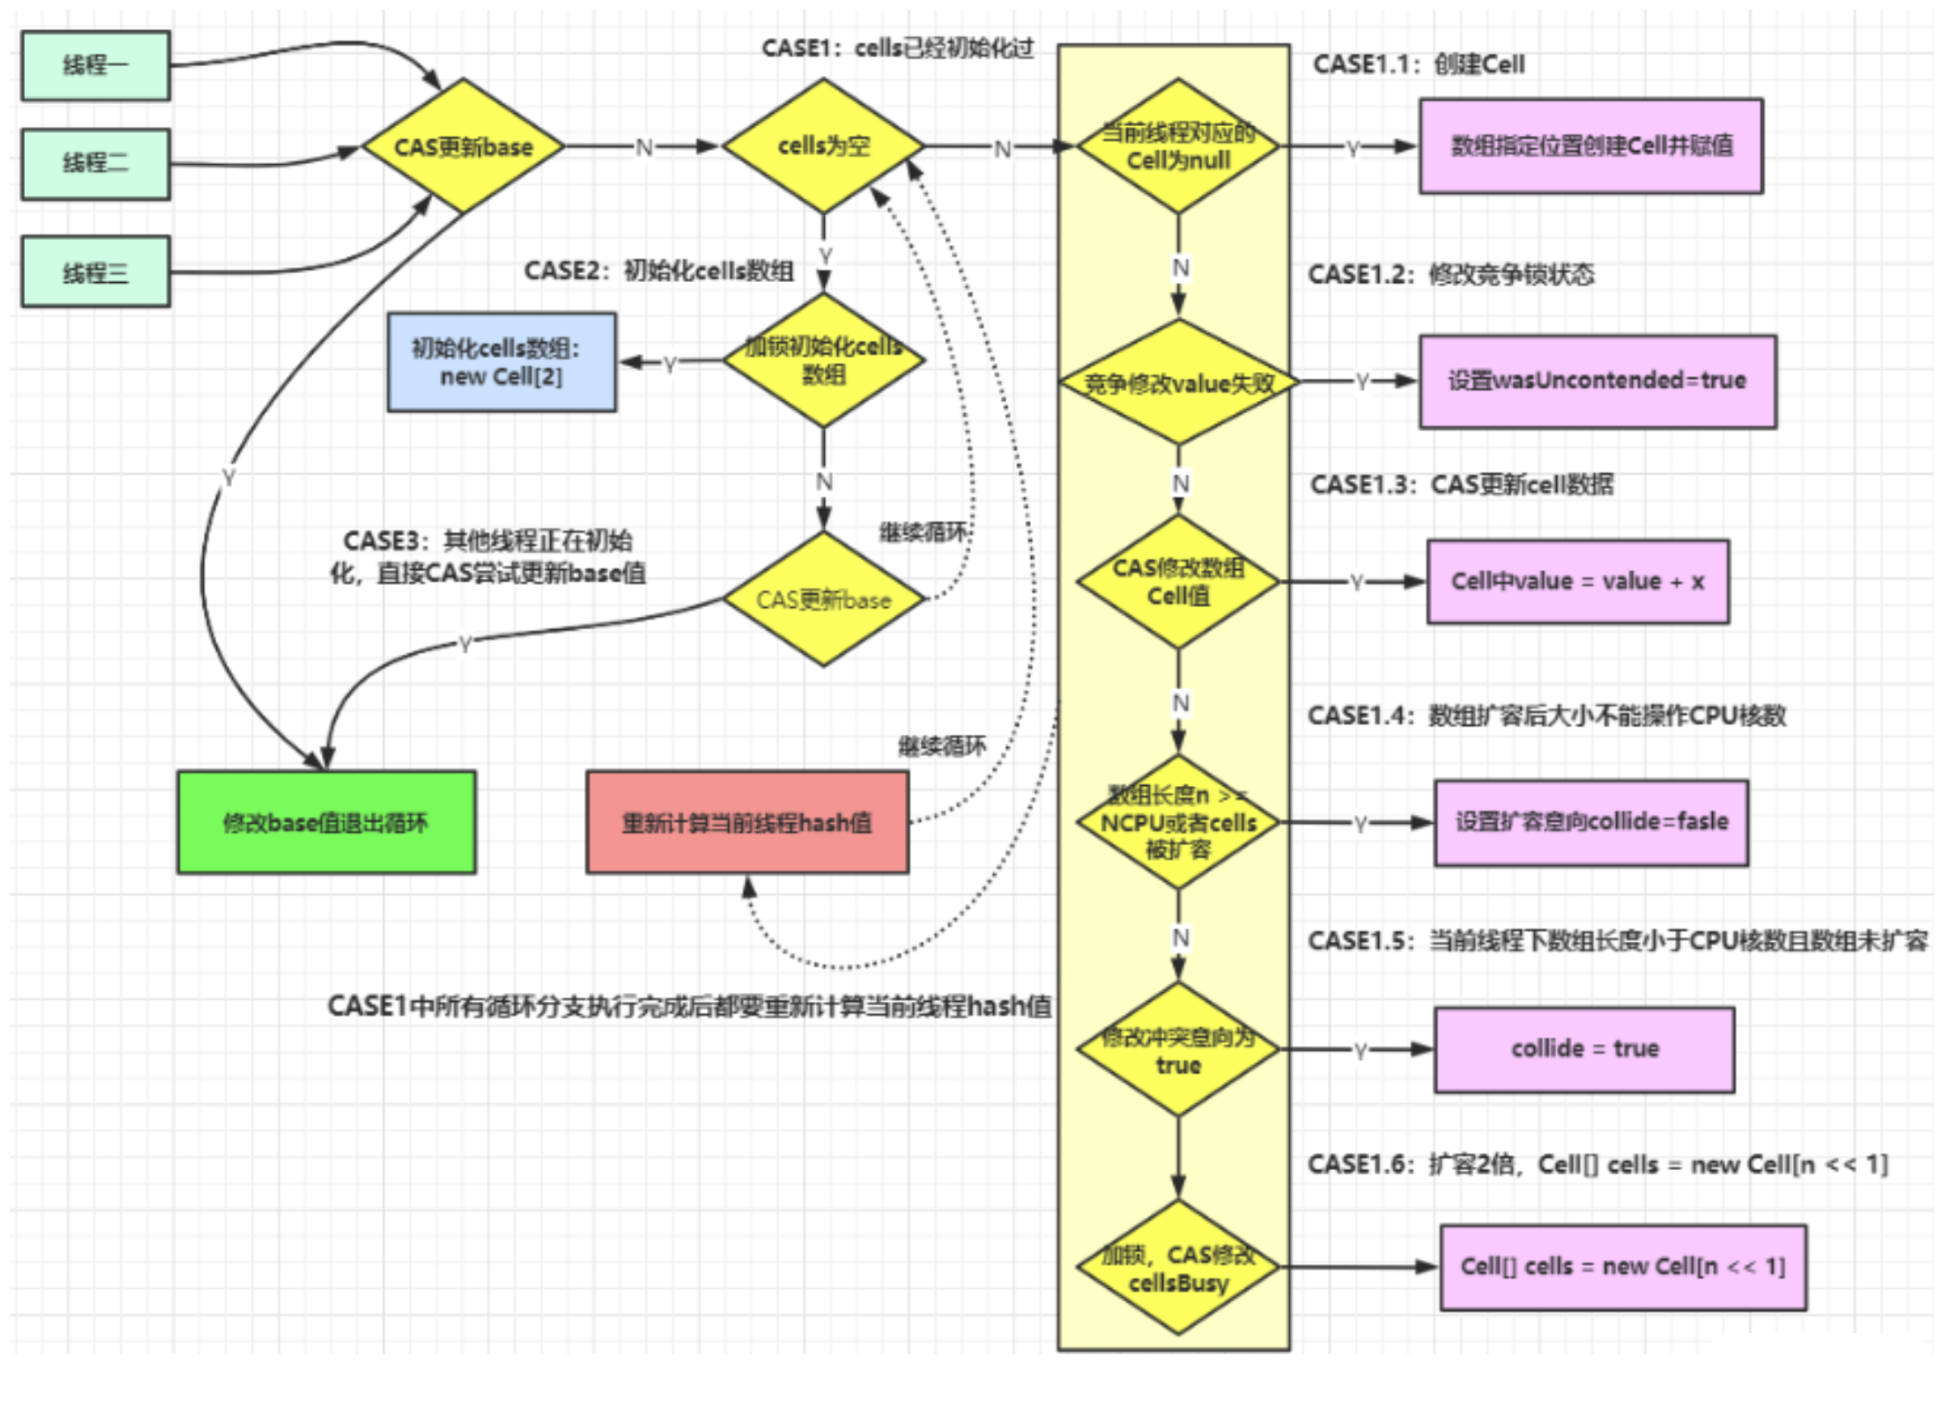 线程一
线程二
线程三
CAS更新base
N
CASE1：cells已经初始化过
cells为空
N
Y
CASE2：初始化cells数组
加锁初始化cells
数组
Y
初始化cells数组：
new Cell[2]
N
CASE3：其他线程正在初始
化，直接CAS尝试更新base值
CAS更新base
继续循环
Y
Y
修改base值退出循环
重新计算当前线程hash值
继续循环
CASE1中所有循环分支执行完成后都要重新计算当前线程hash值
当前线程对应的
Cell为null
Y
CASE1.1：创建Cell
数组指定位置创建Cell并赋值
N
CASE1.2：修改竞争锁状态
竞争修改value失败
Y
设置wasUncontended=true
N
CASE1.3：CAS更新cell数据
CAS修改数组
Cell值
Y
Cell中value = value + x
N
CASE1.4：数组扩容后大小不能操作CPU核数
数组长度n >=
NCPU或者cells
被扩容
Y
设置扩容意向collide=fasle
N
CASE1.5：当前线程下数组长度小于CPU核数且数组未扩容
修改冲突意向为
true
Y
collide = true
CASE1.6：扩容2倍，Cell[] cells = new Cell[n << 1]
加锁，CAS修改
cellsBusy
Cell[] cells = new Cell[n << 1]